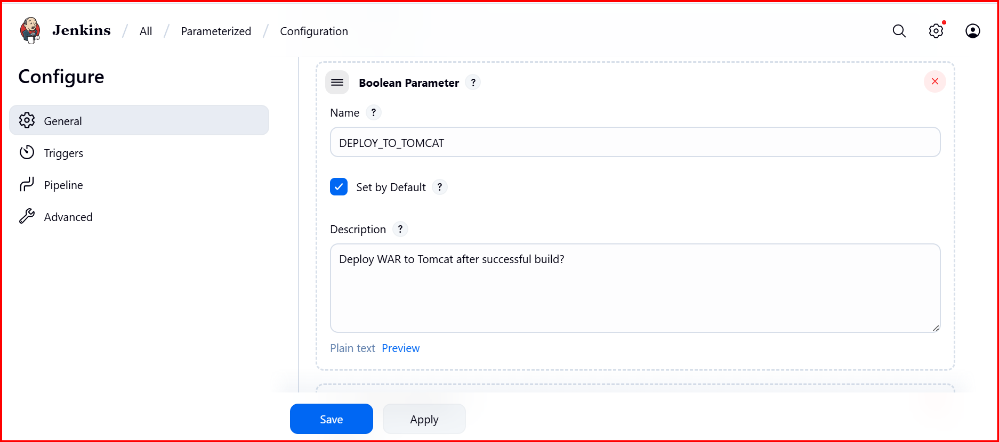 Jenkins / All / Parameterized / Configuration
Configure
General
Triggers
Pipeline
Advanced
Boolean Parameter ?
Name ?
DEPLOY_TO_TOMCAT
Set by Default ?
Description ?
Deploy WAR to Tomcat after successful build?
Plain text Preview
Save Apply